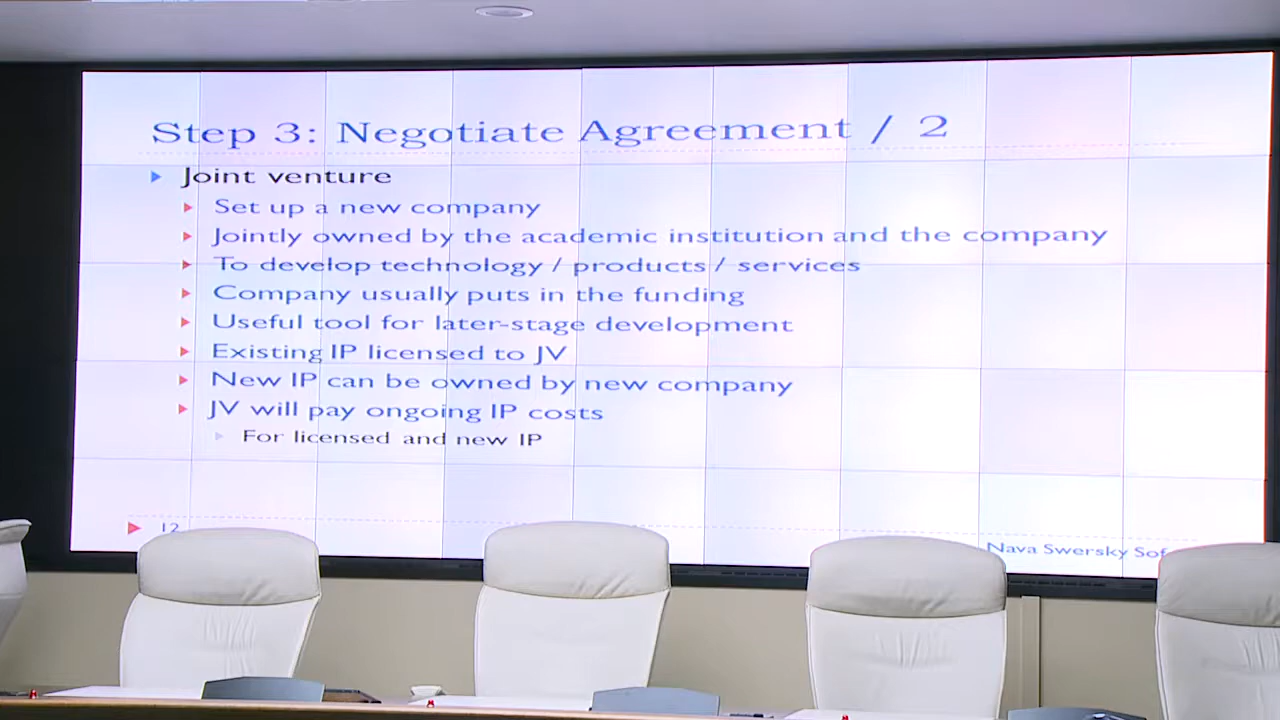 Step 3: Negotiate Agreement / 2
Joint venture
Set up a new company
Jointly owned by the academic institution and the company
To develop technology / products / services
Company usually puts in the funding
Useful tool for later-stage development
Existing IP licensed to JV
New IP can be owned by new company
JV will pay ongoing IP costs
For licensed and new IP
12
Nava Swersky